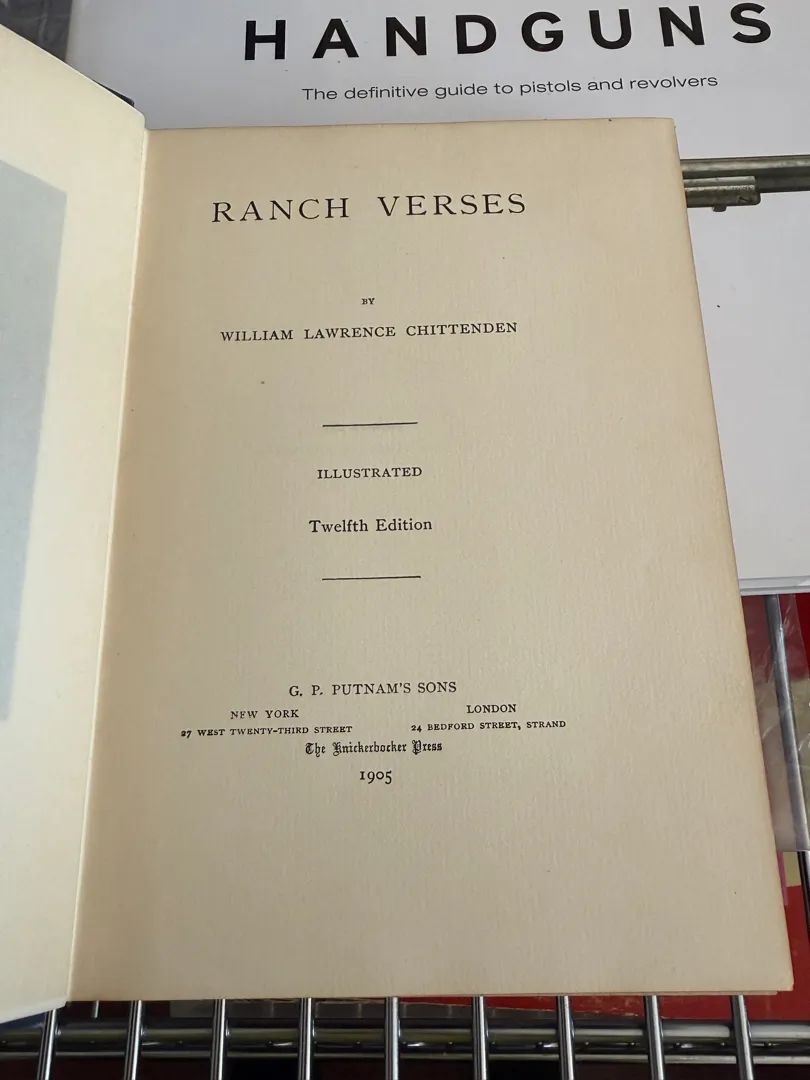 HANDGUNS
The definitive guide to pistols and revolvers
RANCH VERSES
BY
WILLIAM LAWRENCE CHITTENDEN
ILLUSTRATED
Twelfth Edition
G. P. PUTNAM'S SONS
NEW YORK LONDON
27 WEST TWENTY-THIRD STREET 24 BEDFORD STREET, STRAND
The Knickerbocker Press
1905